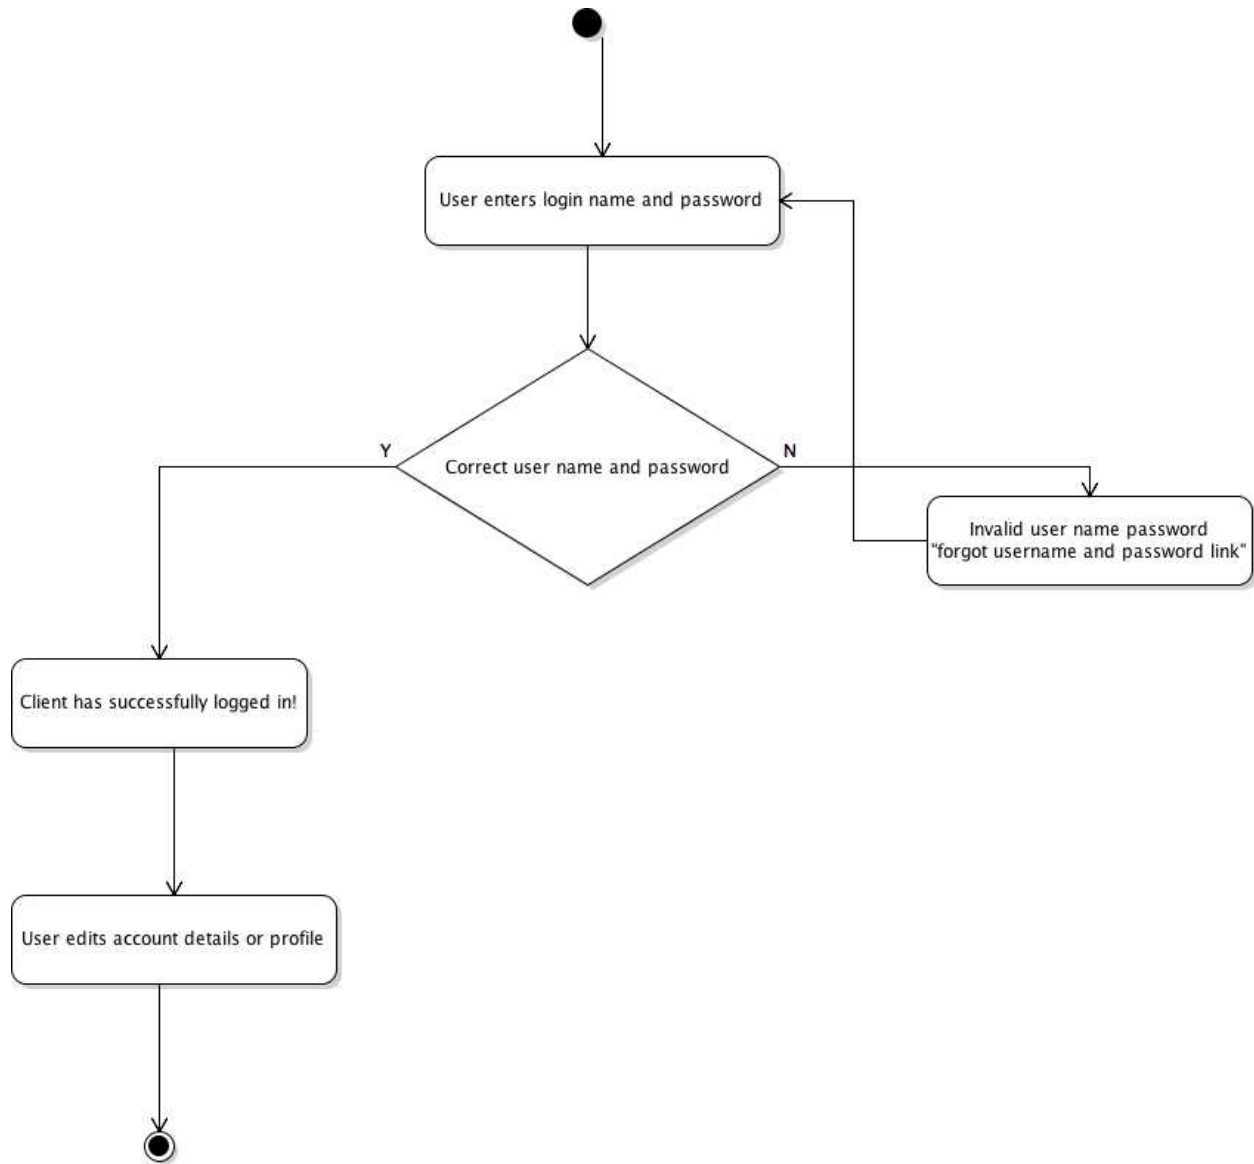 User enters login name and password
Y
Correct user name and password
N
Invalid user name password
"forgot username and password link"
Client has successfully logged in!
User edits account details or profile